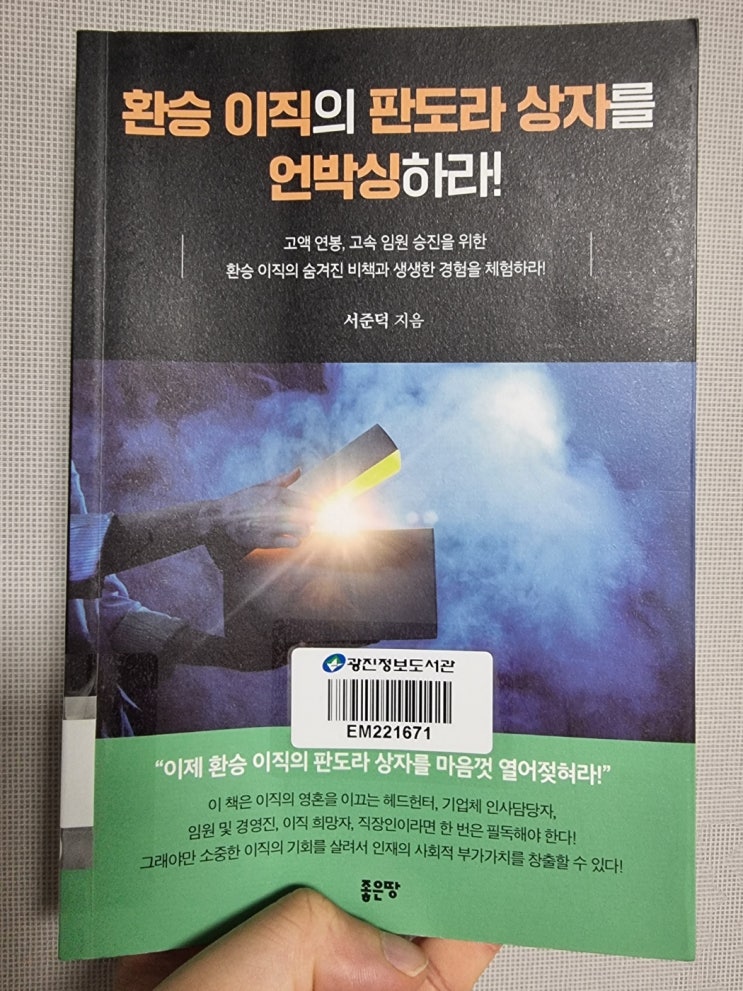 환승 이직의 판도라 상자를
언박싱하라!
고액 연봉, 고속 임원 승진을 위한
환승 이직의 숨겨진 비책과 생생한 경험을 체험하라!
서준덕 지음
광진정보도서관
EM221671
“이제 환승 이직의 판도라 상자를 마음껏 열어젖혀라!”
이 책은 이직의 영혼을 이끄는 헤드헌터, 기업체 인사담당자,
임원 및 경영진, 이직 희망자, 직장인이라면 한 번은 필독해야 한다!
그래야만 소중한 이직의 기회를 살려서 인재의 사회적 부가가치를 창출할 수 있다!
좋은땅